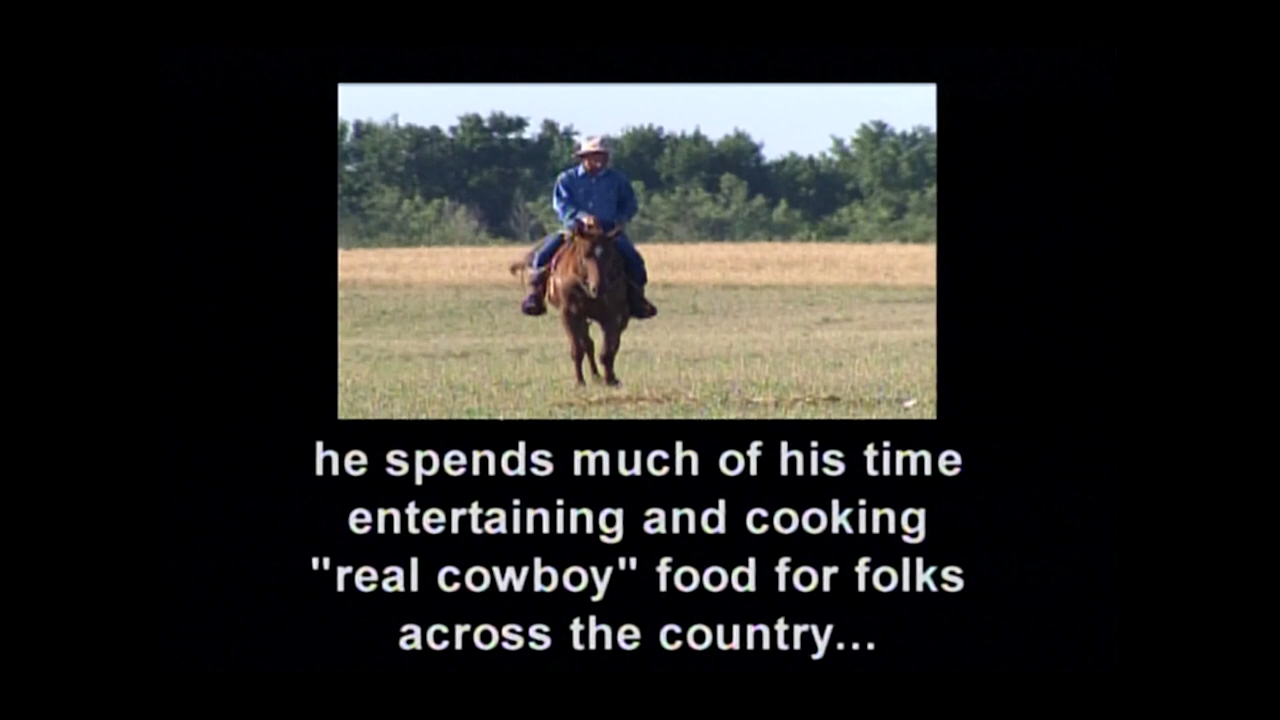 he spends much of his time
entertaining and cooking
"real cowboy" food for folks
across the country...